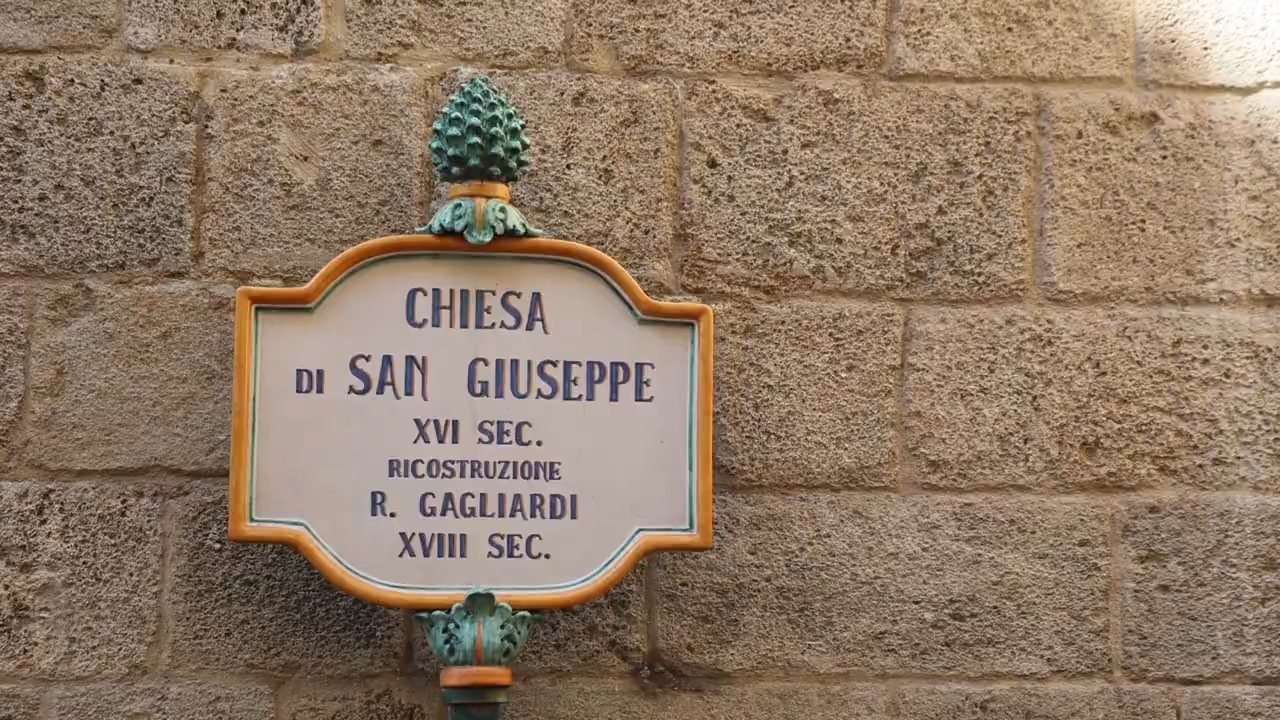 CHIESA
DI SAN GIUSEPPE
XVI SEC.
RICOSTRUZIONE
R. GAGLIARDI
XVIII SEC.